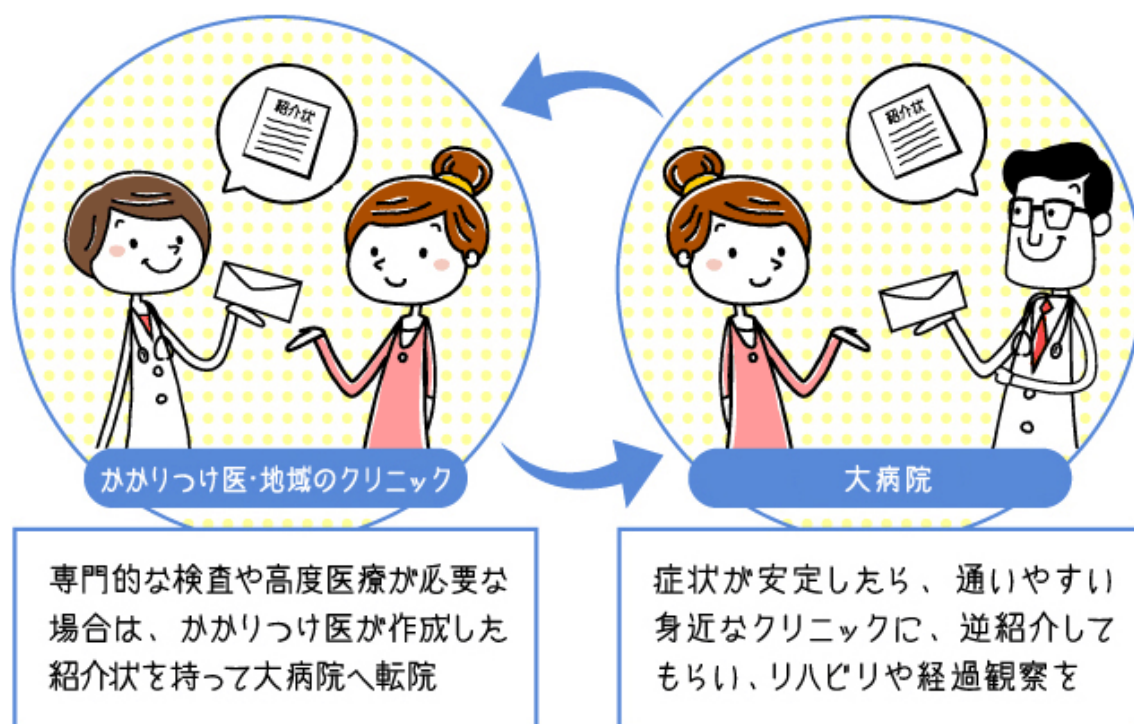 紹介状
紹介状
かかりつけ医・地域のクリニック
大病院
専門的な検査や高度医療が必要な
場合は、かかりつけ医が作成した
紹介状を持って大病院へ転院
症状が安定したら、通いやすい
身近なクリニックに、逆紹介して
もらい、リハビリや経過観察を